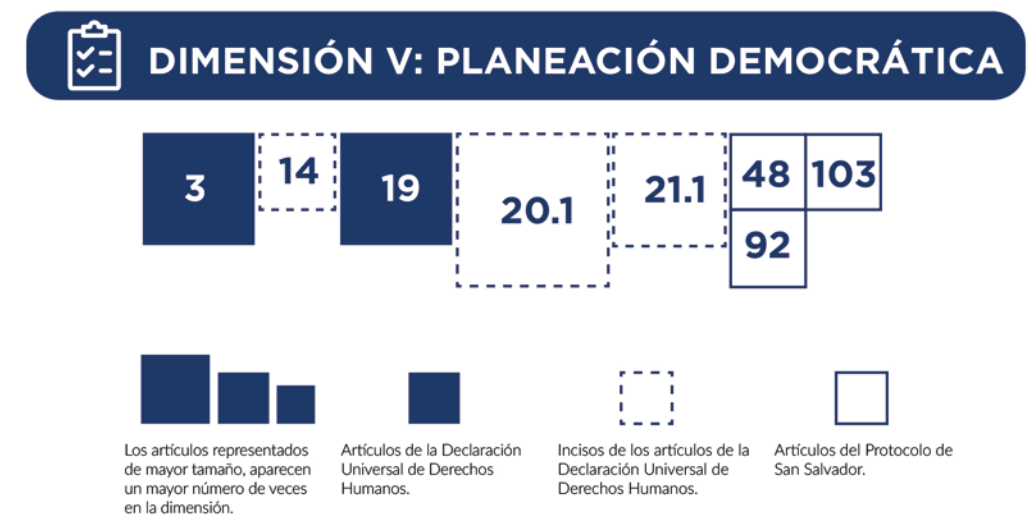 DIMENSIÓN V: PLANEACIÓN DEMOCRÁTICA
3
14
19
20.1
21.1
48
103
92
Los artículos representados
de mayor tamaño, aparecen
un mayor número de veces
en la dimensión.
Artículos de la Declaración
Universal de Derechos
Humanos.
Incisos de los artículos de la
Declaración Universal de
Derechos Humanos.
Artículos del Protocolo de
San Salvador.